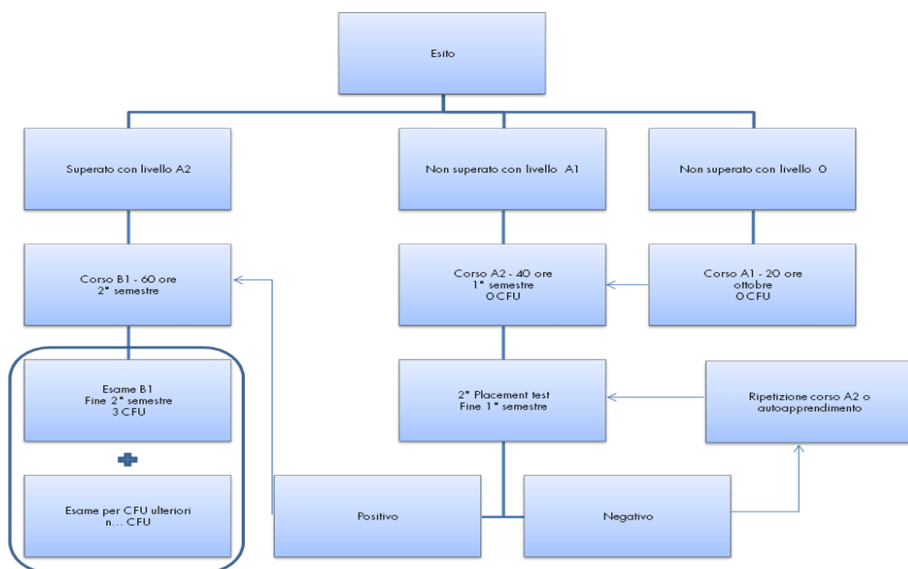 Esito
Superato con livello A2
Non superato con livello A1
Non superato con livello 0
Corso B1 - 60 ore
2° semestre
Corso A2 - 40 ore
1° semestre
0 CFU
Corso A1 - 20 ore
ottobre
0 CFU
Esame B1
Fine 2° semestre
3 CFU
2° Placement test
Fine 1° semestre
Ripetizione corso A2 o
autoapprendimento
Esame per CFU ulteriori
n... CFU
Positivo
Negativo